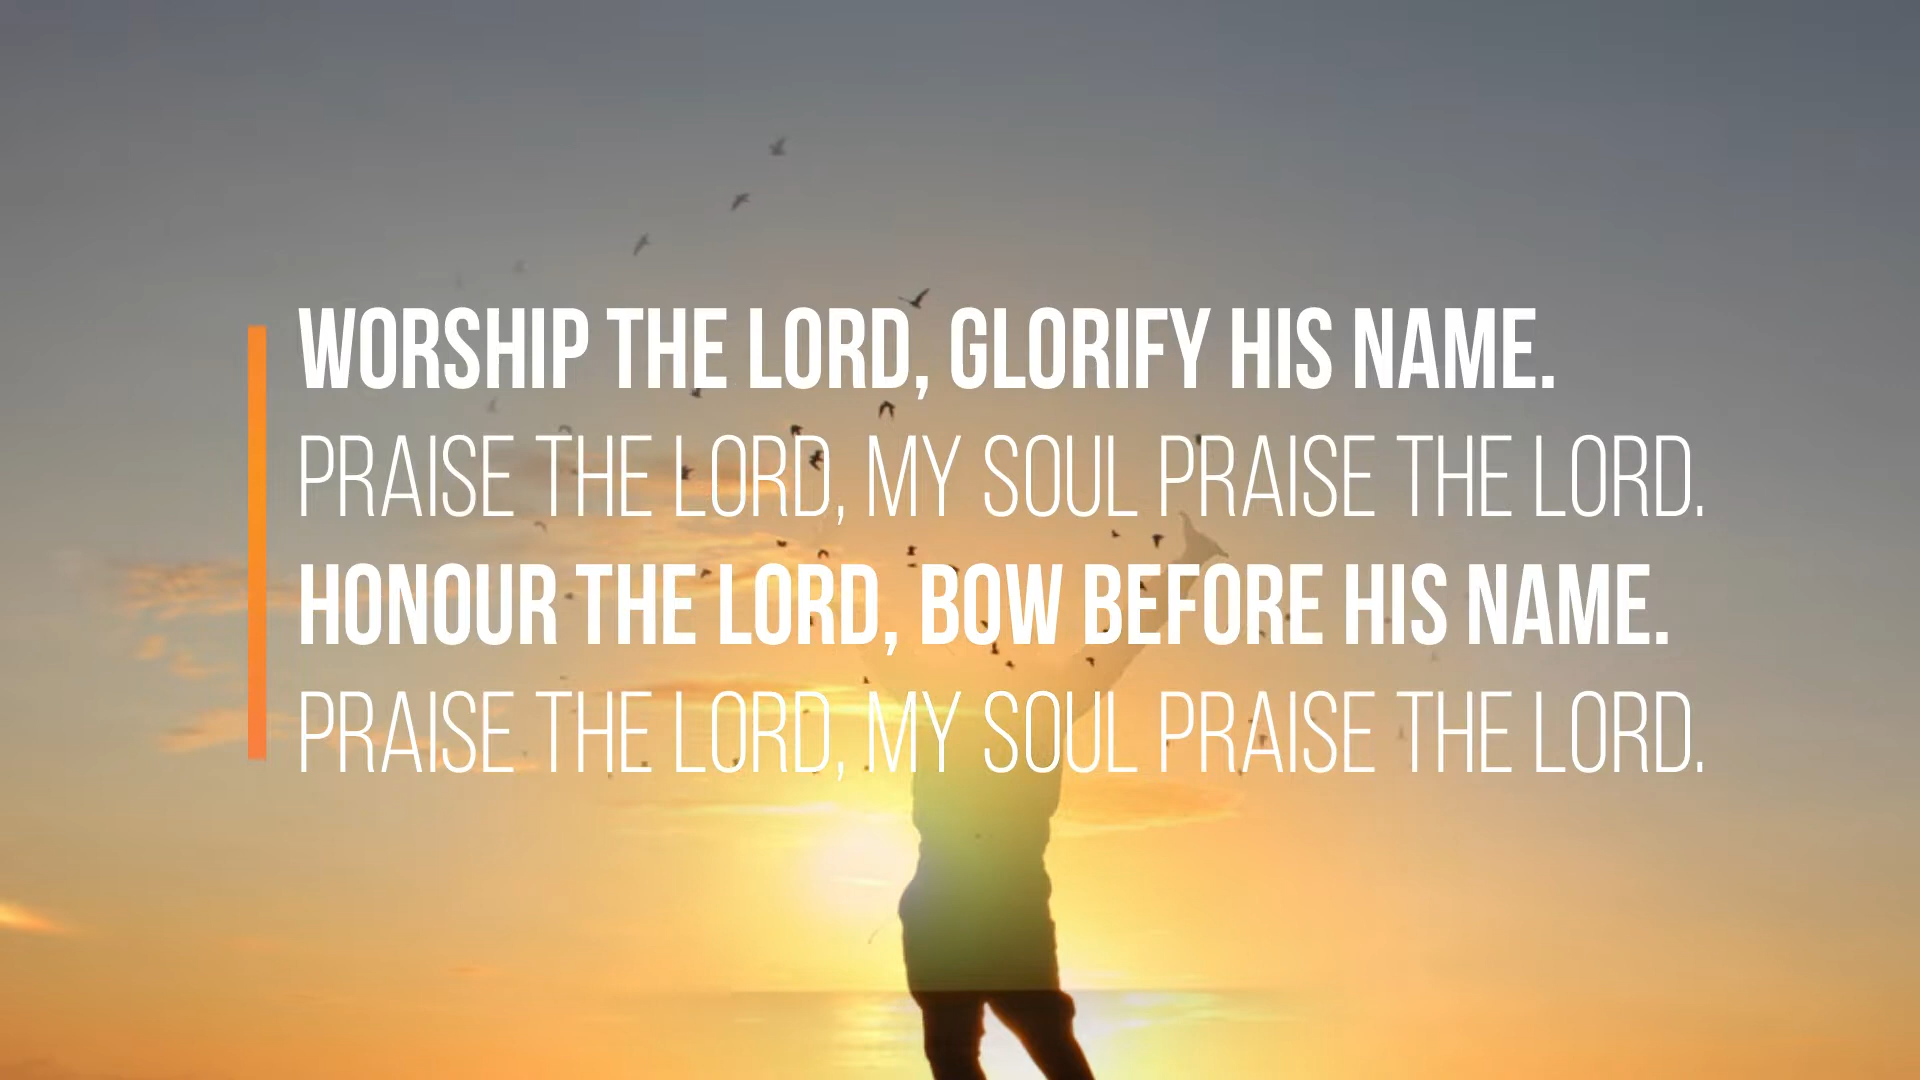 WORSHIP THE LORD, GLORIFY HIS NAME.
PRAISE THE LORD, MY SOUL PRAISE THE LORD.
HONOUR THE LORD, BOW BEFORE HIS NAME.
PRAISE THE LORD, MY SOUL PRAISE THE LORD.